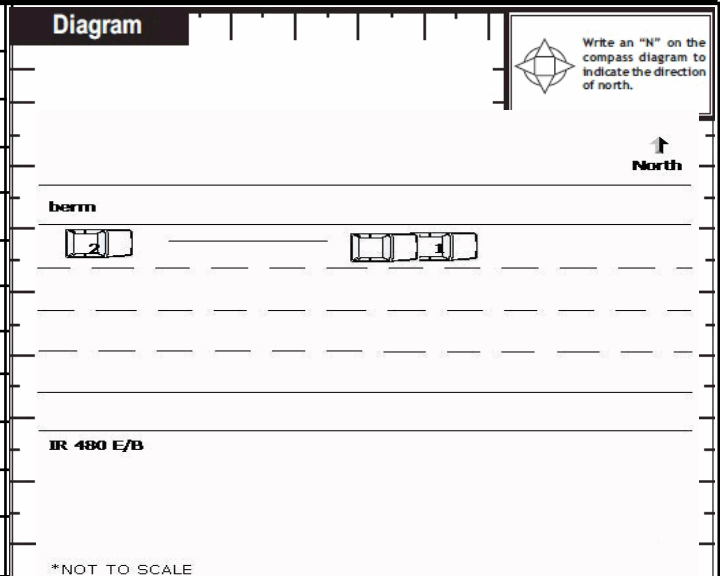 Diagram
Write an “N” on the
compass diagram to
indicate the direction
of north.
North
berm
2
1
IR 480 E/B
*NOT TO SCALE